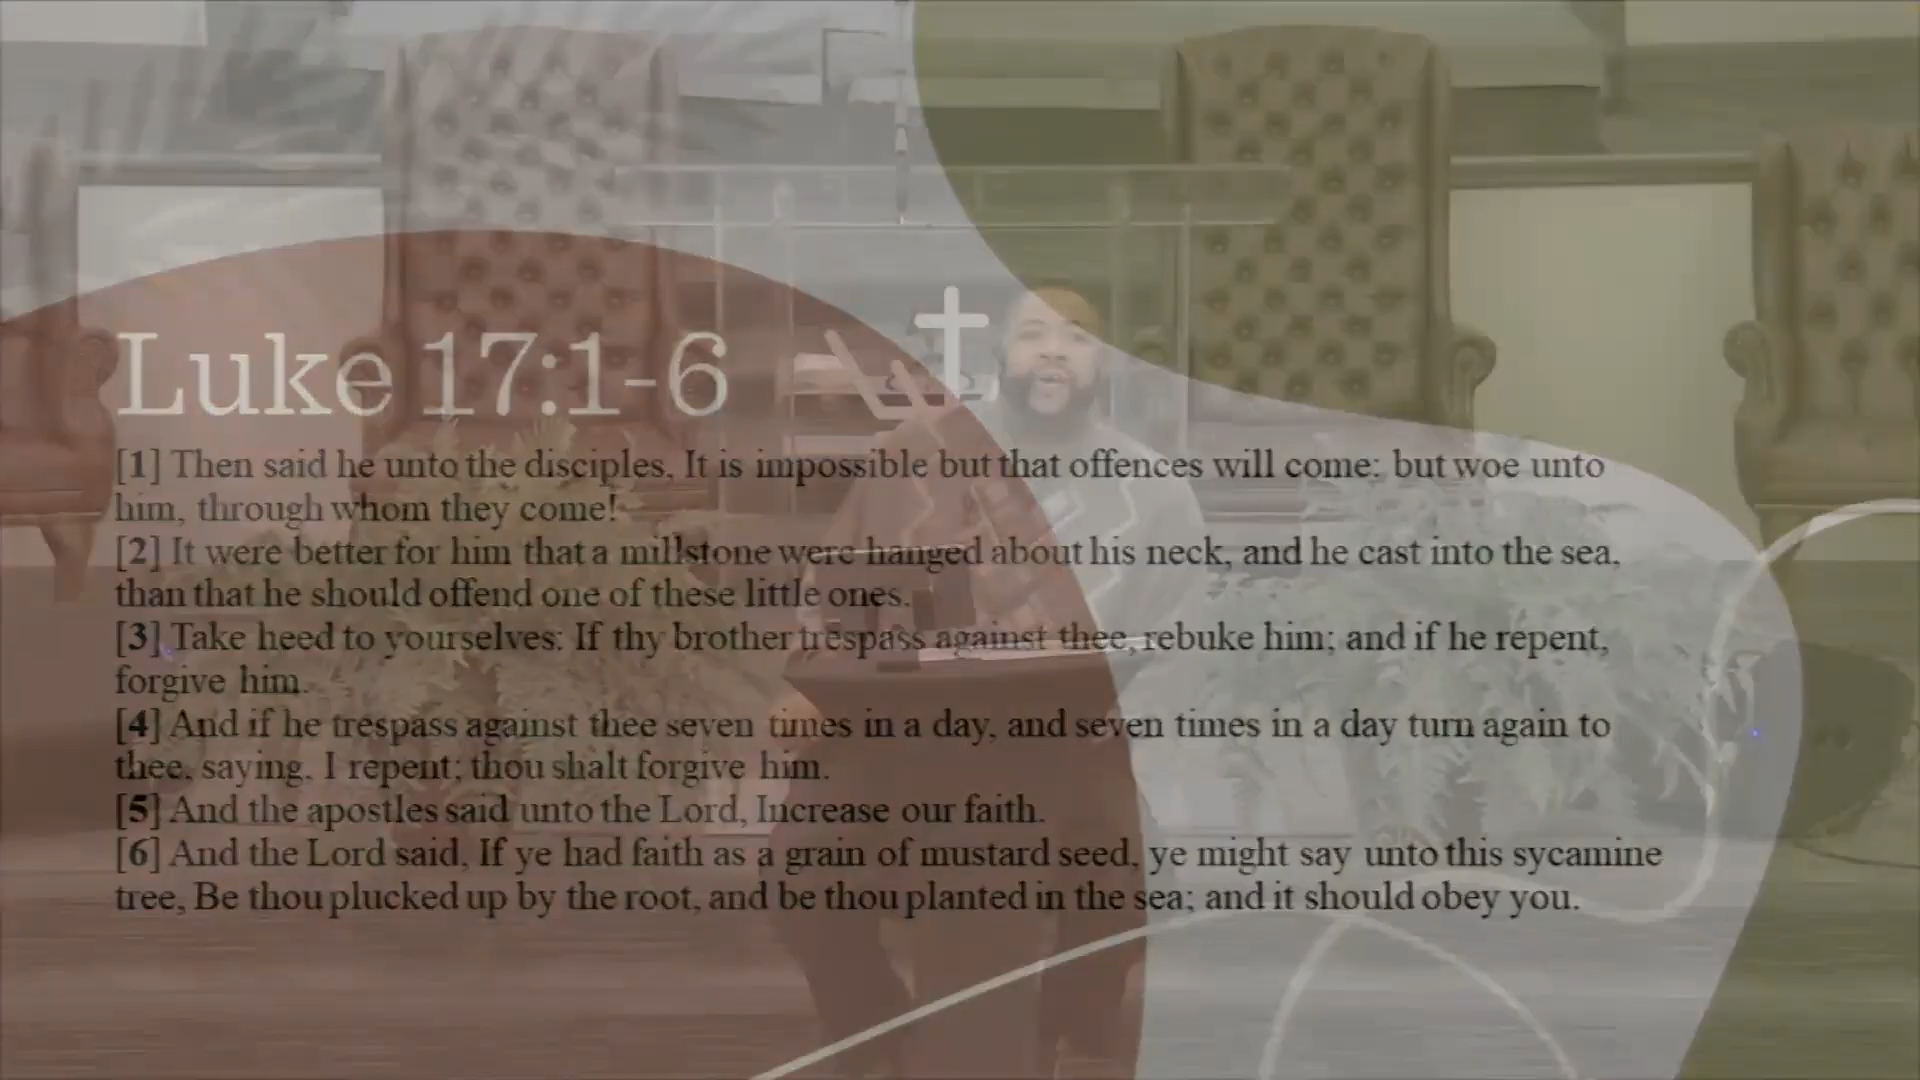 Luke 17:1-6
[1] Then said he unto the disciples, It is impossible but that offences will come: but woe unto
him, through whom they come!
[2] It were better for him that a millstone were hanged about his neck, and he cast into the sea,
than that he should offend one of these little ones.
[3] Take heed to yourselves: If thy brother trespass against thee, rebuke him; and if he repent,
forgive him.
[4] And if he trespass against thee seven times in a day, and seven times in a day turn again to
thee, saying, I repent; thou shalt forgive him.
[5] And the apostles said unto the Lord, Increase our faith.
[6] And the Lord said, If ye had faith as a grain of mustard seed, ye might say unto this sycamine
tree, Be thou plucked up by the root, and be thou planted in the sea; and it should obey you.